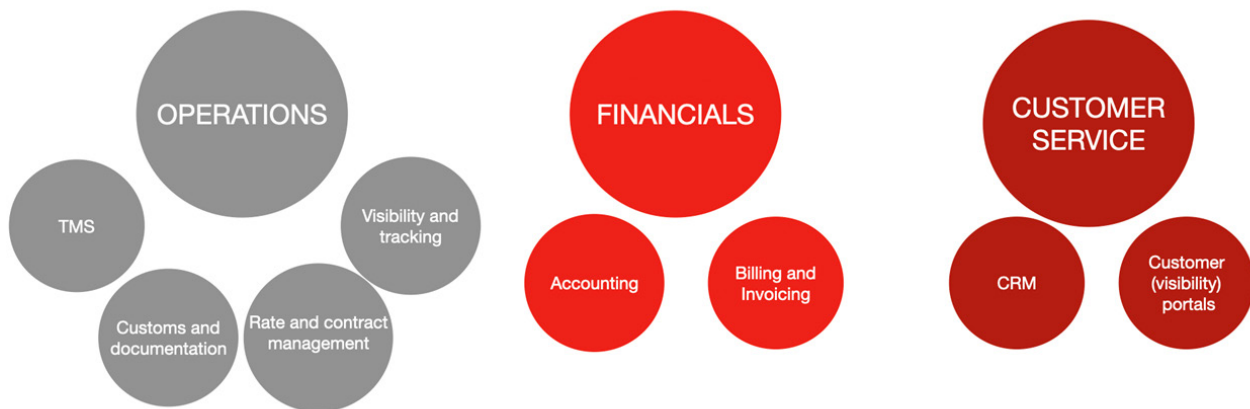 OPERATIONS
TMS
Customs and
documentation
Rate and contract
management
Visibility and
tracking
FINANCIALS
Accounting
Billing and
Invoicing
CUSTOMER
SERVICE
CRM
Customer
(visibility)
portals